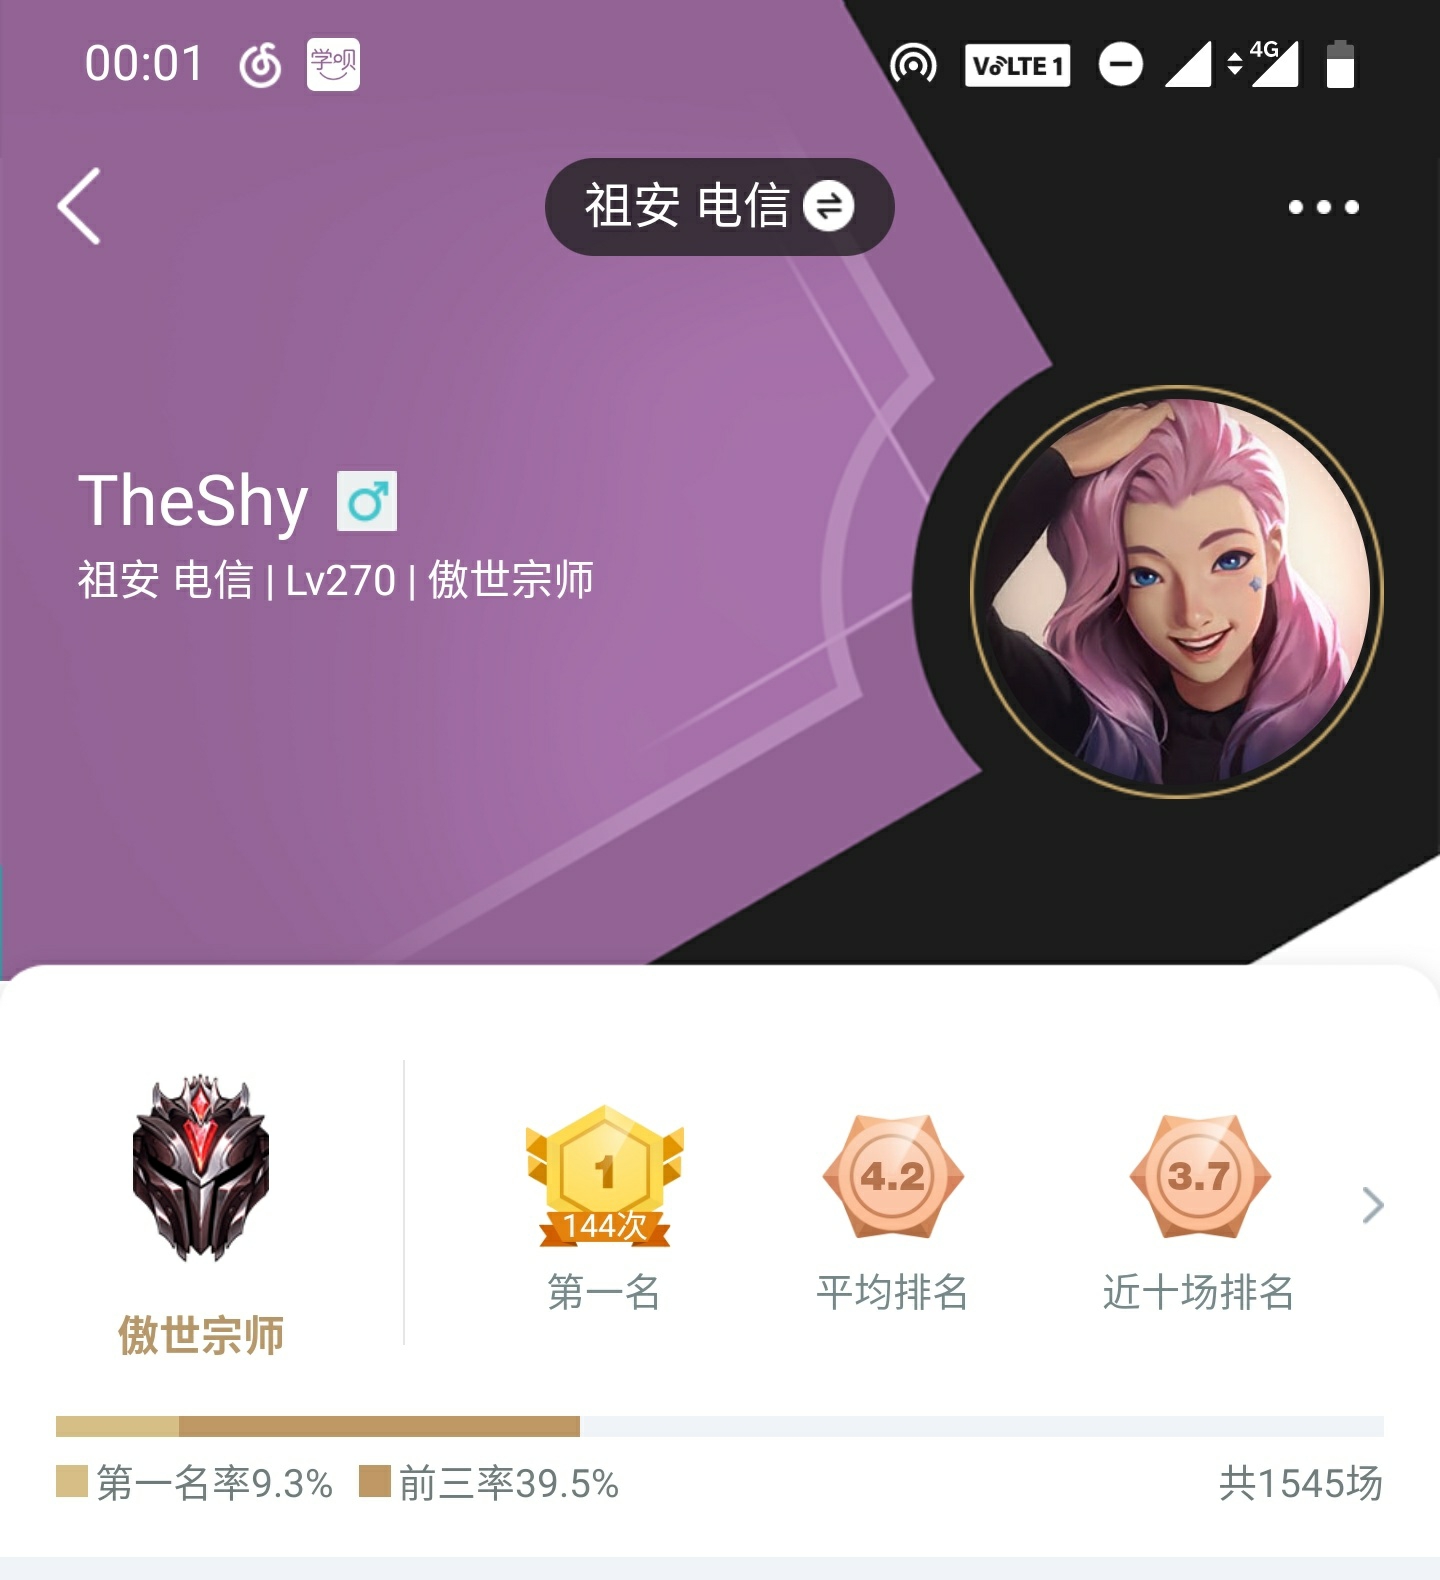 00:01
学呗
VoLTE 1
4G
祖安 电信
TheShy
祖安 电信 | Lv270 | 傲世宗师
1
144次
4.2
3.7
第一名
平均排名
近十场排名
傲世宗师
第一名率9.3%
前三率39.5%
共1545场